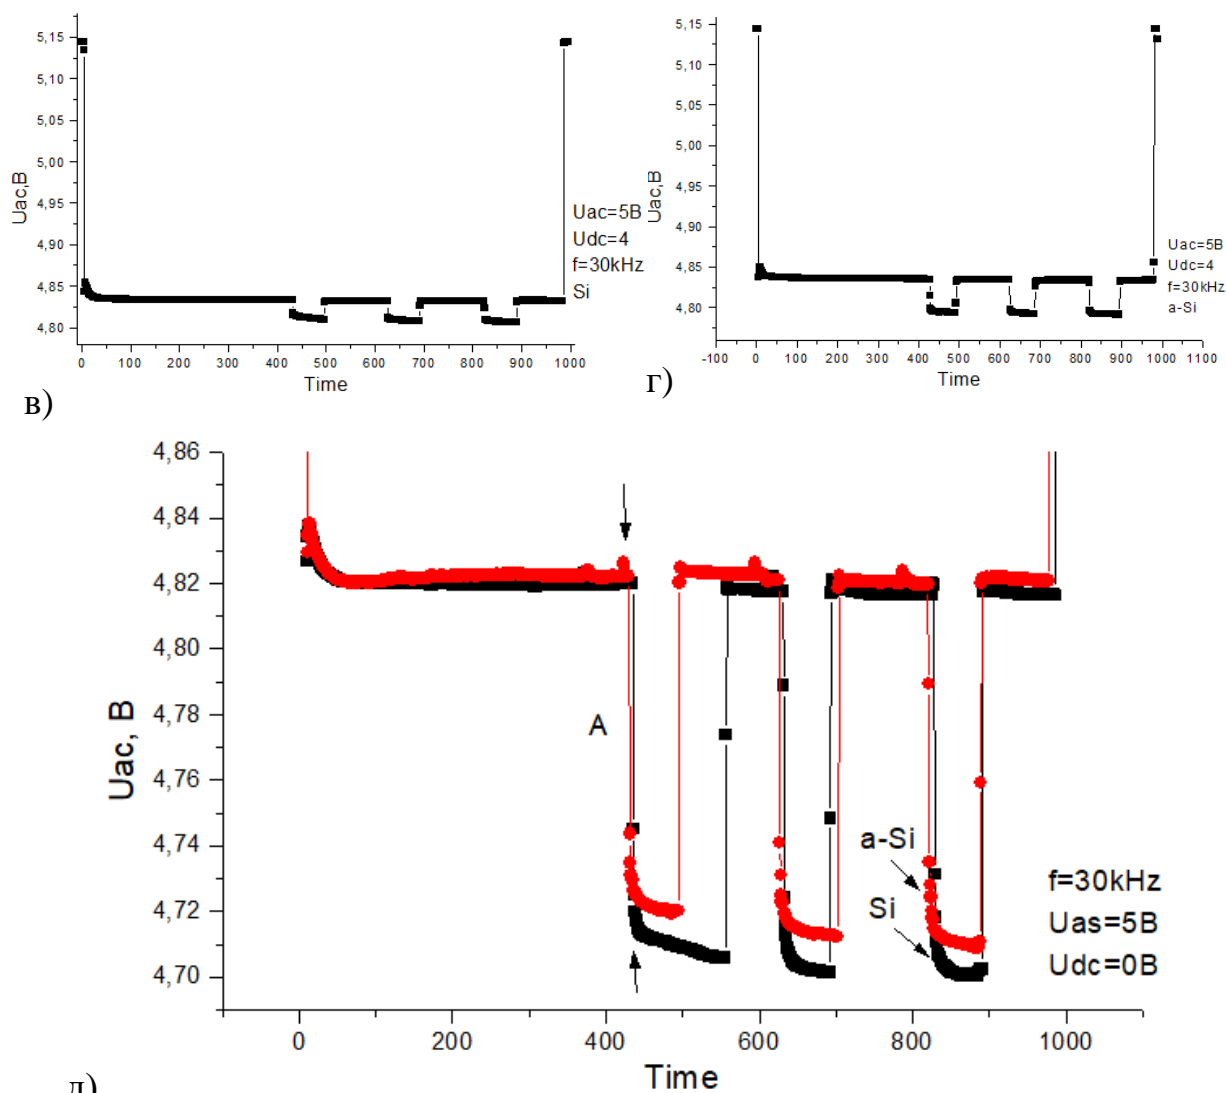 5,15
5,10
5,05
5,00
4,95
4,90
4,85
4,80
Uac,B
0 100 200 300 400 500 600 700 800 900 1000
Time
Uac=5B
Udc=4
f=30kHz
Si
в)
5,15
5,10
5,05
5,00
4,95
4,90
4,85
4,80
Uac,B
-100 0 100 200 300 400 500 600 700 800 900 1000 1100
Time
Uac=5B
Udc=4
f=30kHz
a-Si
г)
4,86
4,84
4,82
4,80
4,78
4,76
4,74
4,72
4,70
Uac, B
A
a-Si
Si
f=30kHz
Uas=5B
Udc=0B
0 200 400 600 800 1000
Time
д)